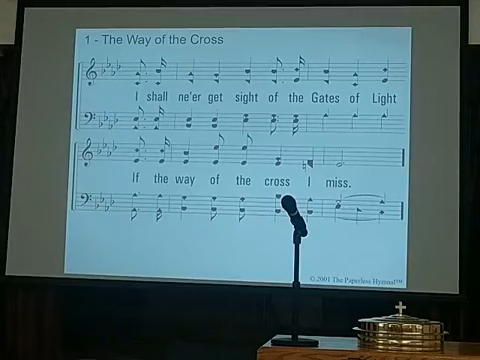 1 - The Way of the Cross
I shall ne'er get sight of the Gates of Light
If the way of the cross I miss.
©2001 The Paperless Hymnal™